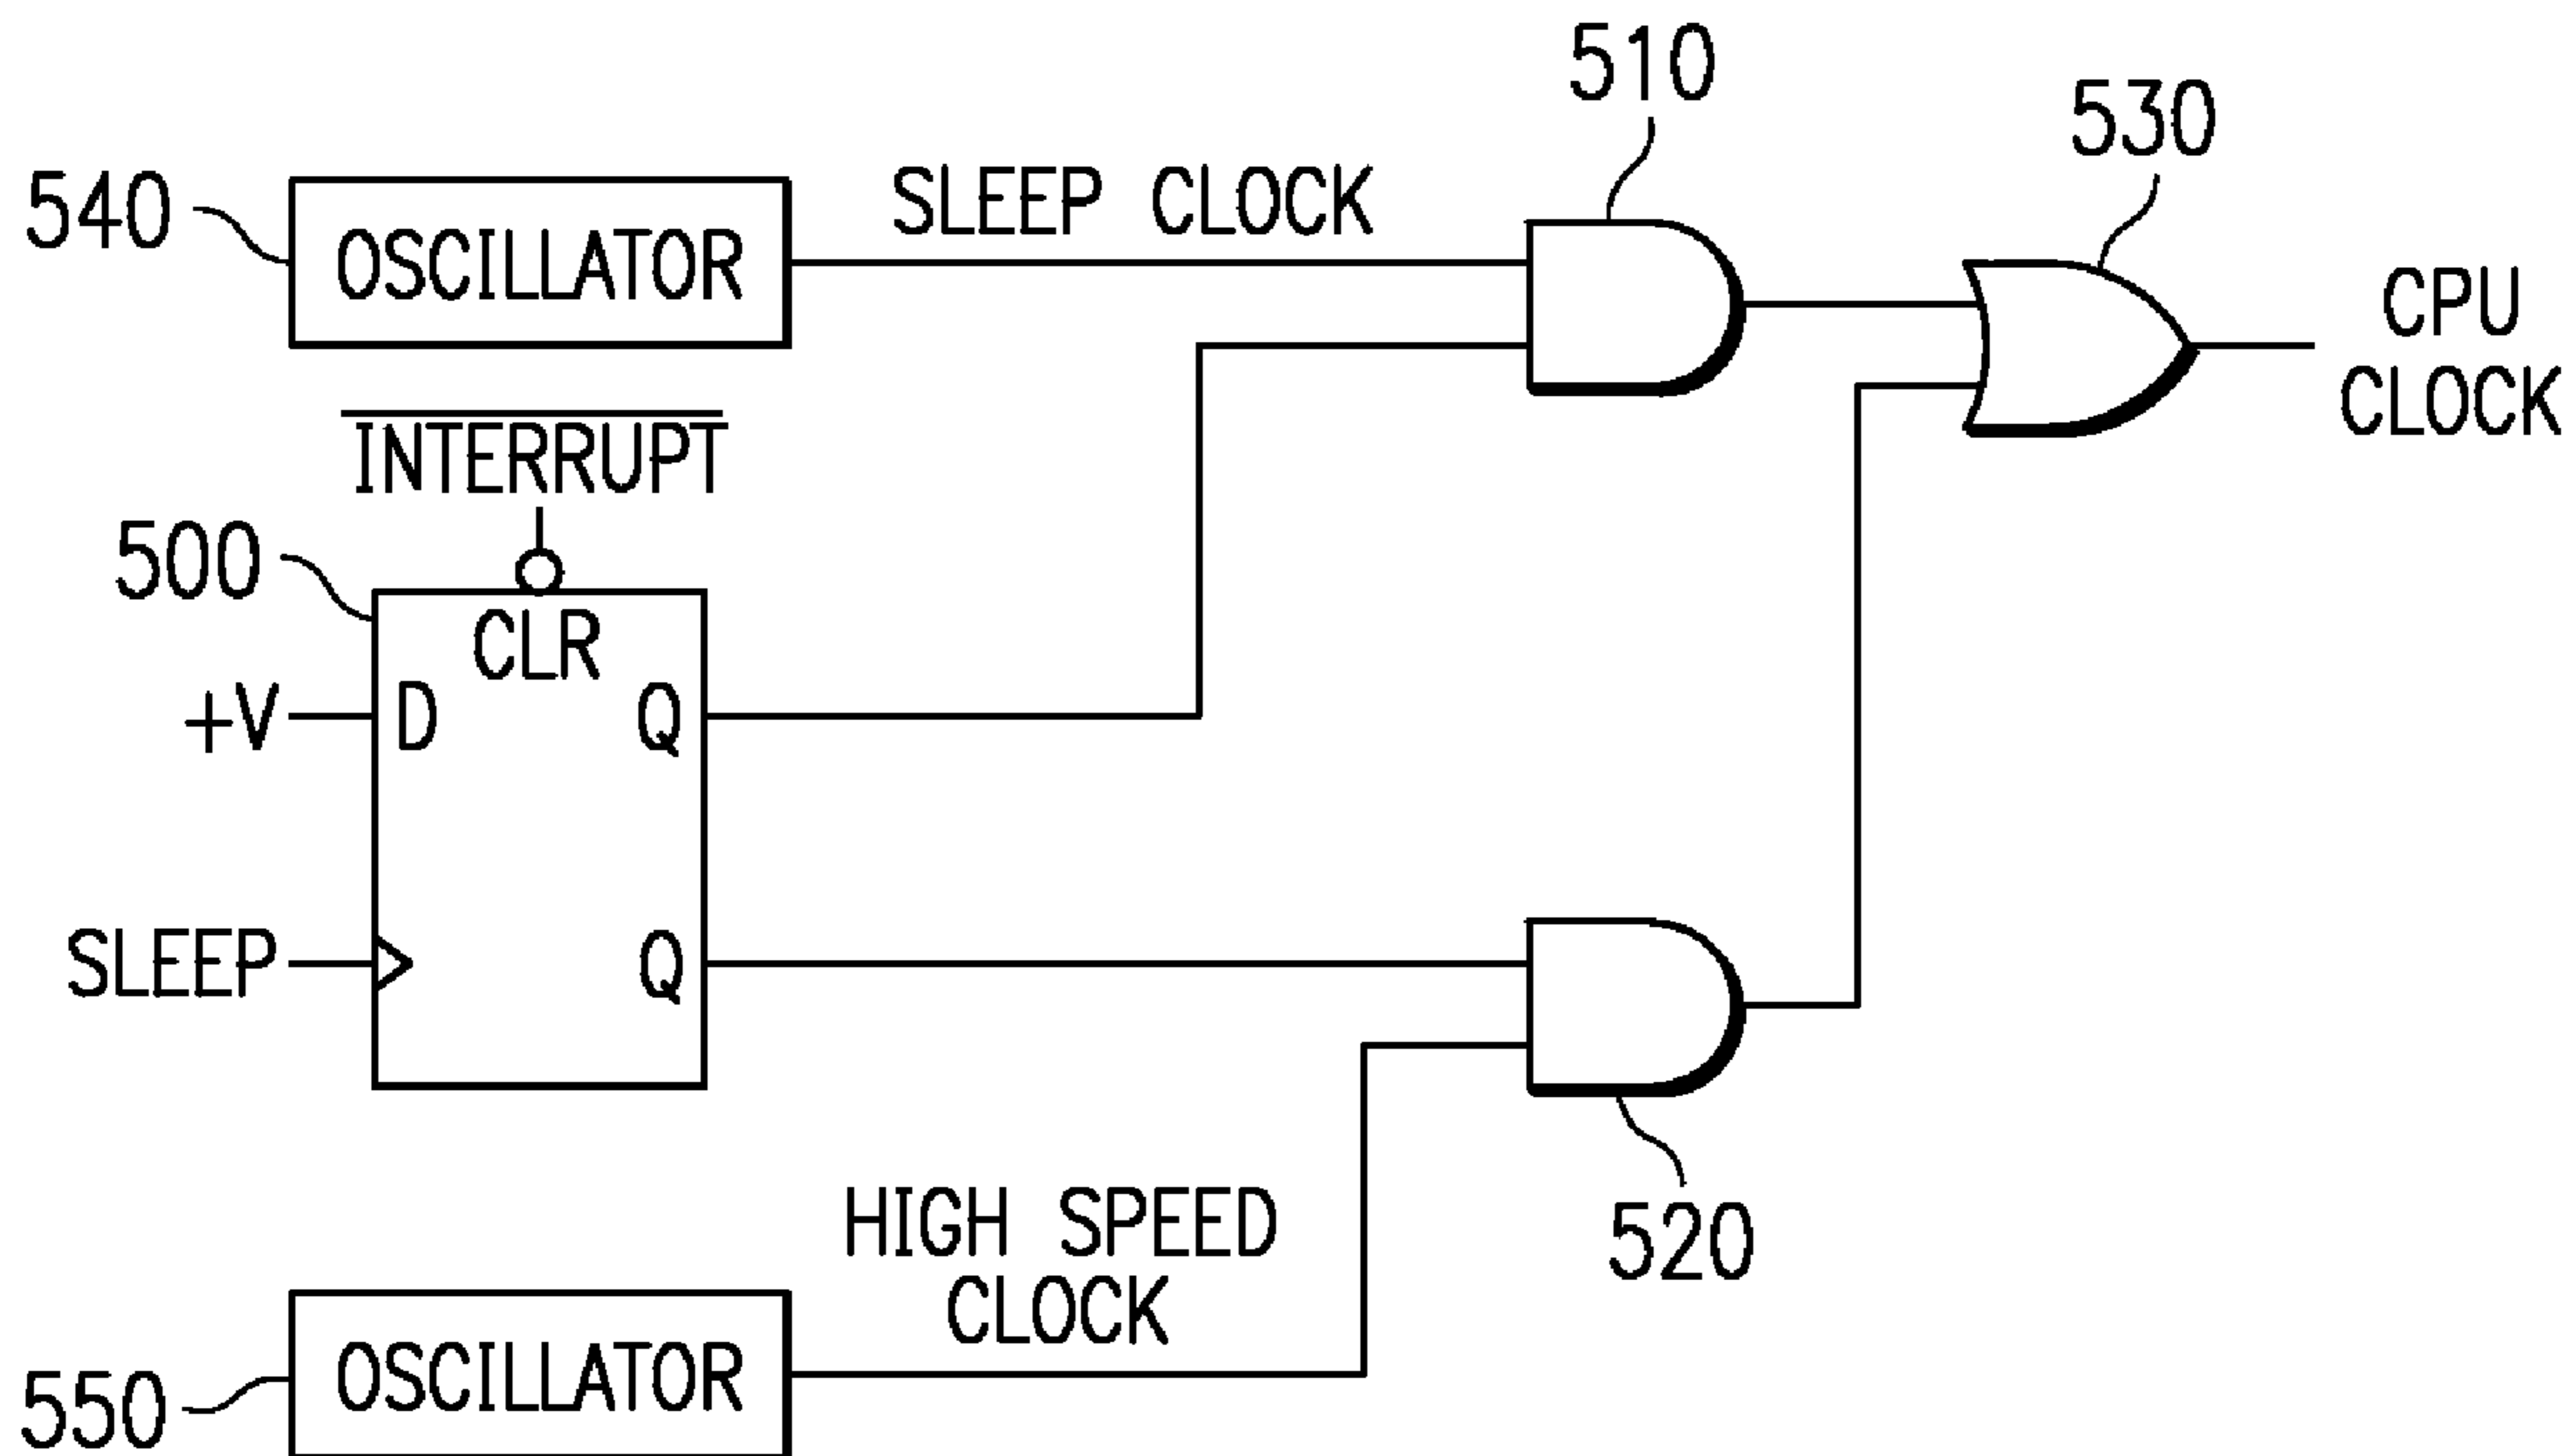 510
530
540
OSCILLATOR
SLEEP CLOCK
CPU
CLOCK
INTERRUPT
500
CLR
+V
D
Q
SLEEP
Q
HIGH SPEED
CLOCK
520
OSCILLATOR
550